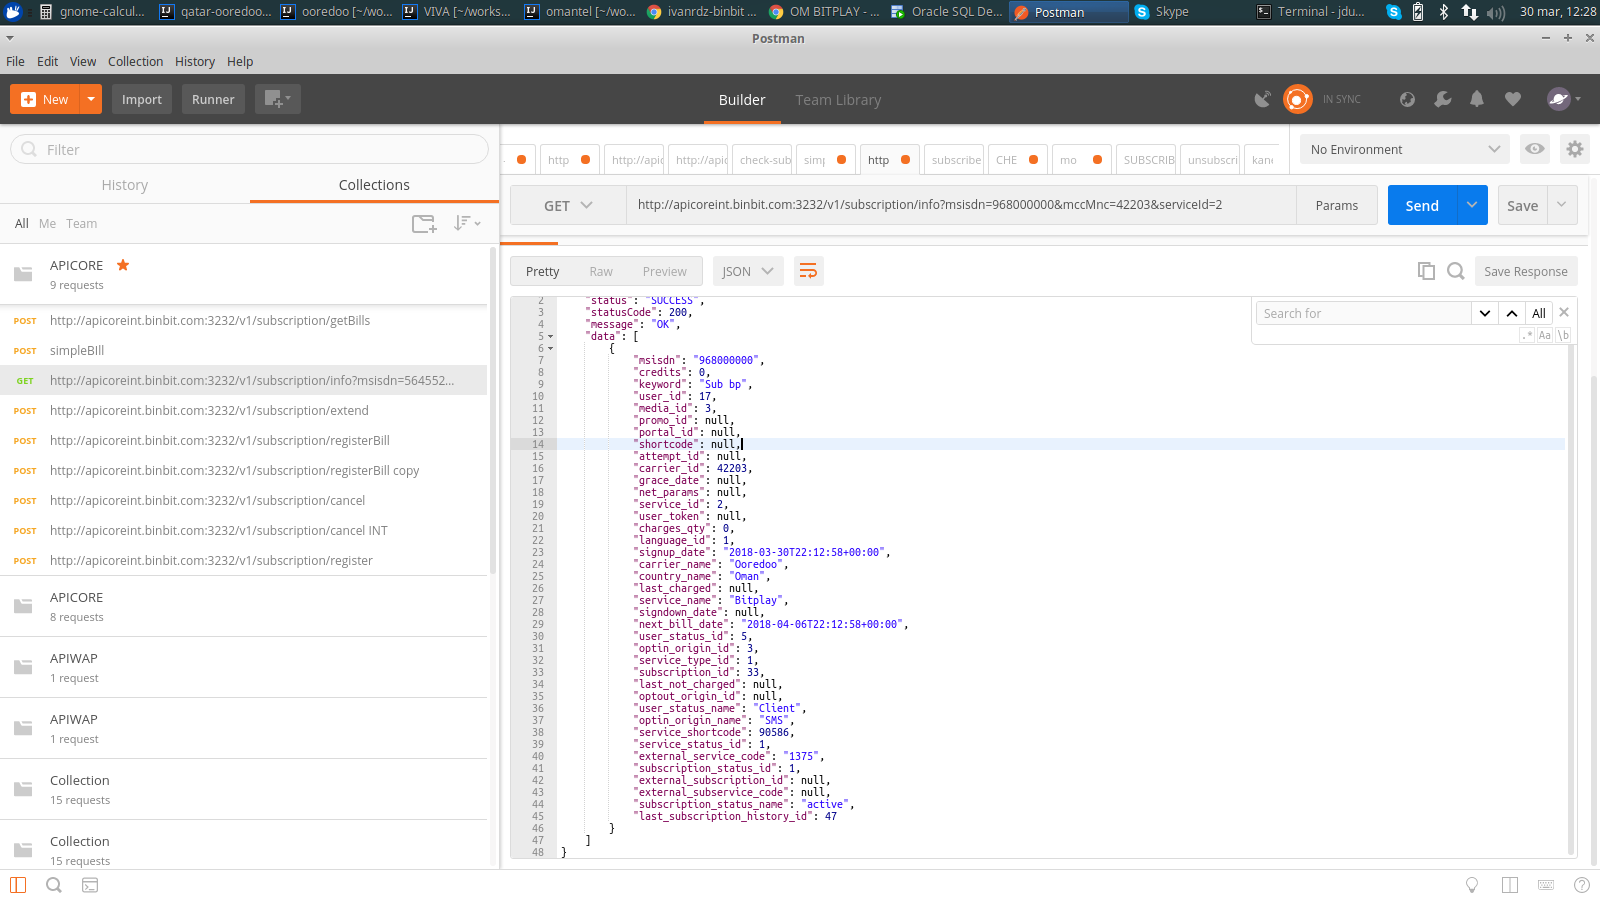 gnome-calcul...
qatar-ooredoo...
ooredoo [~/wo...
VIVA [~/works...
omantel [~/wo...
ivanrdz-binbit ...
OM BITPLAY - ...
Oracle SQL De...
Postman
Skype
Terminal - jdu...
30 mar, 12:28
Postman
File Edit View Collection History Help
New
Import
Runner
Builder
Team Library
IN SYNC
Filter
History
Collections
All Me Team
APICORE
9 requests
POST http://apicoreint.binbit.com:3232/v1/subscription/getBills
POST simpleBIll
GET http://apicoreint.binbit.com:3232/v1/subscription/info?msisdn=564552...
POST http://apicoreint.binbit.com:3232/v1/subscription/extend
POST http://apicoreint.binbit.com:3232/v1/subscription/registerBill
POST http://apicoreint.binbit.com:3232/v1/subscription/registerBill copy
POST http://apicoreint.binbit.com:3232/v1/subscription/cancel
POST http://apicoreint.binbit.com:3232/v1/subscription/cancel INT
POST http://apicoreint.binbit.com:3232/v1/subscription/register
APICORE
8 requests
APIWAP
1 request
APIWAP
1 request
Collection
15 requests
Collection
15 requests
http
http://apic
http://apic
check-sub
simp
http
subscribe
CHE
mo
SUBSCRIB
unsubscri
kan
No Environment
GET
http://apicoreint.binbit.com:3232/v1/subscription/info?msisdn=968000000&mccMnc=42203&serviceId=2
Params
Send
Save
Pretty Raw Preview
JSON
Save Response
Search for
All
.* Aa \b
2 "status": "SUCCESS",
3 "statusCode": 200,
4 "message": "OK",
5 "data": [
6 {
7 "msisdn": "968000000",
8 "credits": 0,
9 "keyword": "Sub bp",
10 "user_id": 17,
11 "media_id": 3,
12 "promo_id": null,
13 "portal_id": null,
14 "shortcode": null,
15 "attempt_id": null,
16 "carrier_id": 42203,
17 "grace_date": null,
18 "net_params": null,
19 "service_id": 2,
20 "user_token": null,
21 "charges_qty": 0,
22 "language_id": 1,
23 "signup_date": "2018-03-30T22:12:58+00:00",
24 "carrier_name": "Ooredoo",
25 "country_name": "Oman",
26 "last_charged": null,
27 "service_name": "Bitplay",
28 "signdown_date": null,
29 "next_bill_date": "2018-04-06T22:12:58+00:00",
30 "user_status_id": 5,
31 "optin_origin_id": 3,
32 "service_type_id": 1,
33 "subscription_id": 33,
34 "last_not_charged": null,
35 "optout_origin_id": null,
36 "user_status_name": "Client",
37 "optin_origin_name": "SMS",
38 "service_shortcode": 90586,
39 "service_status_id": 1,
40 "external_service_code": "1375",
41 "subscription_status_id": 1,
42 "external_subscription_id": null,
43 "external_subservice_code": null,
44 "subscription_status_name": "active",
45 "last_subscription_history_id": 47
46 }
47 ]
48 }